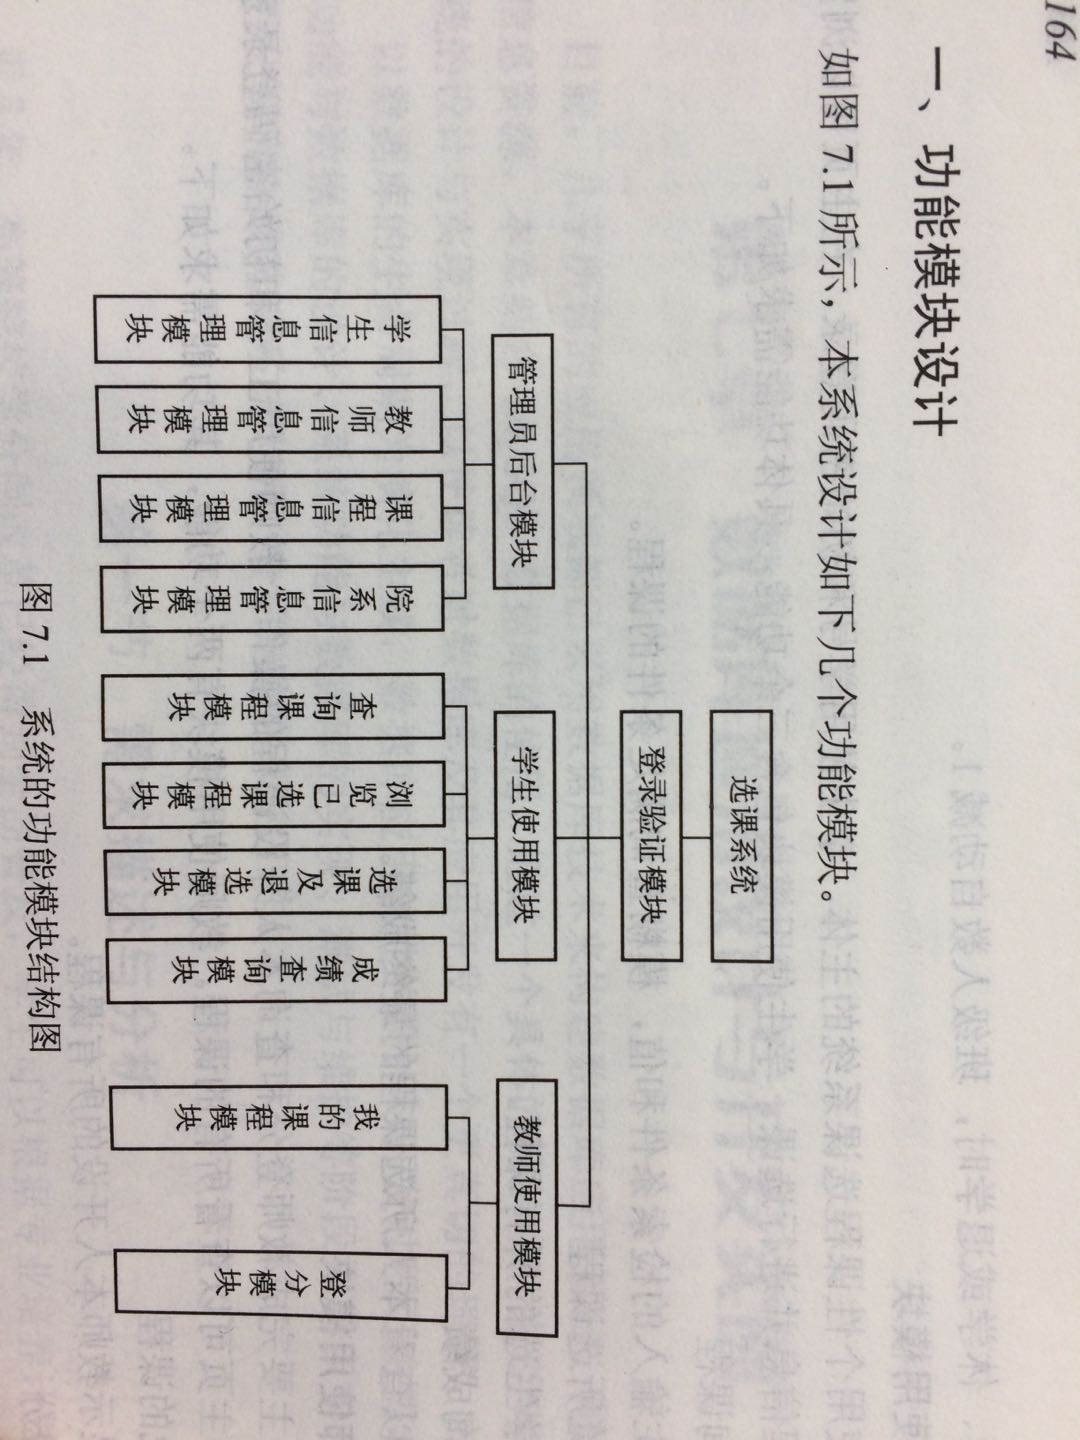 164
一、功能模块设计
如图 7.1 所示，本系统设计如下几个功能模块。
选课系统
登录验证模块
管理员后台模块
学生使用模块
教师使用模块
学生信息管理模块
教师信息管理模块
课程信息管理模块
院系信息管理模块
查询课程模块
浏览已选课程模块
选课及退选模块
成绩查询模块
我的课程模块
登分模块
图 7.1 系统的功能模块结构图